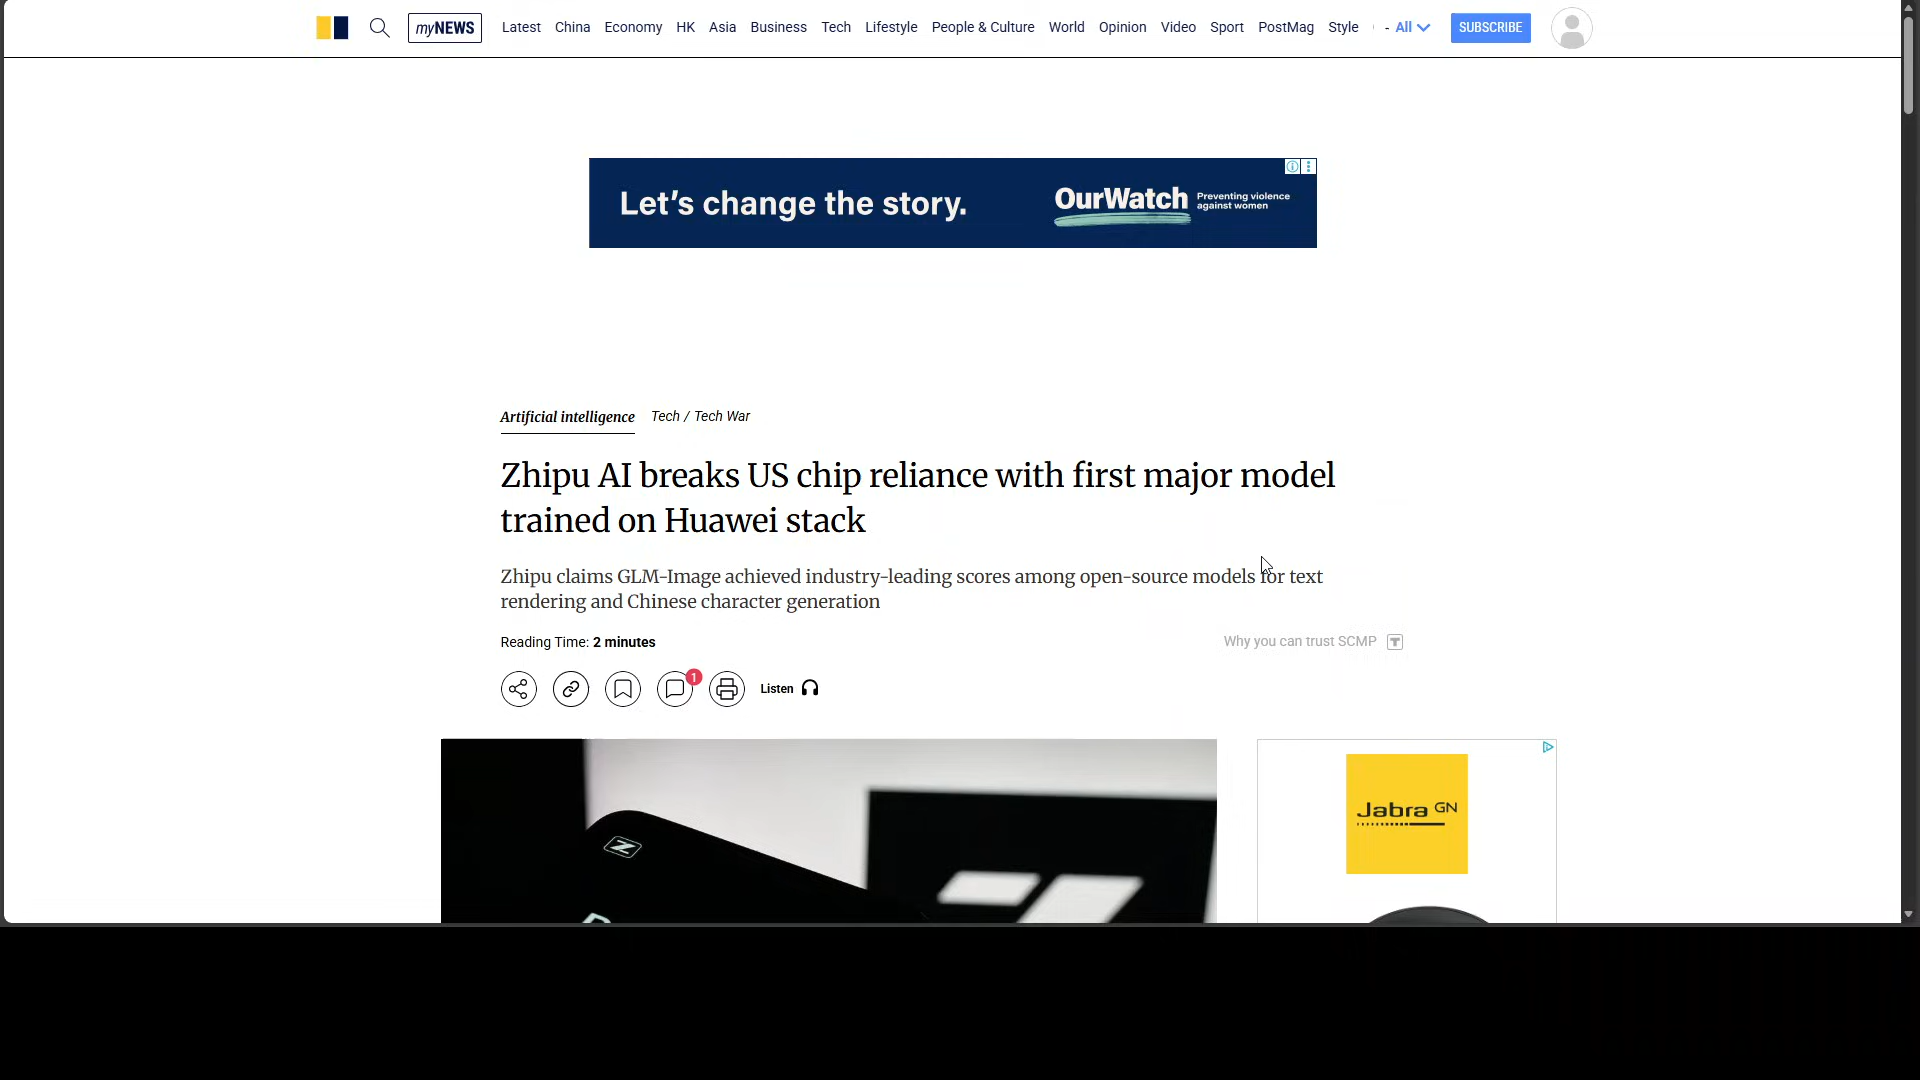 myNEWS Latest China Economy HK Asia Business Tech Lifestyle People & Culture World Opinion Video Sport PostMag Style - All SUBSCRIBE
Let's change the story. OurWatch Preventing violence
against women
Artificial intelligence Tech / Tech War
Zhipu AI breaks US chip reliance with first major model
trained on Huawei stack
Zhipu claims GLM-Image achieved industry-leading scores among open-source models for text
rendering and Chinese character generation
Reading Time: 2 minutes Why you can trust SCMP T
1
Listen
Jabra GN
Z